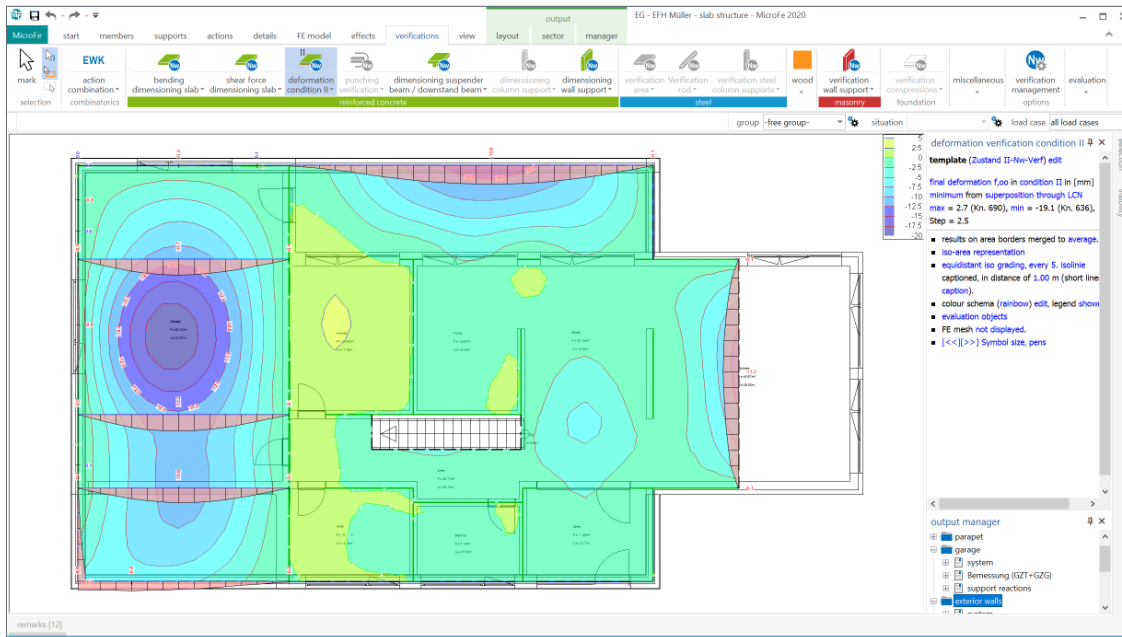 output
EG - EFH Müller - slab structure - MicroFe 2020
MicroFe start members supports actions details FE model effects verifications view layout sector manager
mark
selection
EWK
action
combination
combinatorics
bending
dimensioning slab
shear force
dimensioning slab
II
deformation
condition II
punching
verification
dimensioning suspender
beam / downstand beam
dimensioning
column support
dimensioning
wall support
reinforced concrete
verification
area
Verification
rod
verification steel
column supports
steel
wood
verification
wall support
masonry
verification
compressions
foundation
miscellaneous
verification
management
options
evaluation
group -free group- situation load case all load cases
5
2.5
0
-2.5
-5
-7.5
-10
-12.5
-15
-17.5
-20
deformation verification condition II
template (Zustand II-Nw-Verf) edit
final deformation f,oo in condition II in [mm]
minimum from superposition through LCN
max = 2.7 (Kn. 690), min = -19.1 (Kn. 636),
Step = 2.5
results on area borders merged to average.
iso-area representation
equidistant iso grading, every 5. isolinie
captioned, in distance of 1.00 m (short line
caption).
colour schema (rainbow) edit, legend shown
evaluation objects
FE mesh not displayed.
[<<][>>] Symbol size, pens
output manager
parapet
garage
system
Bemessung (GZT+GZG)
support reactions
exterior walls
system
remarks [12]